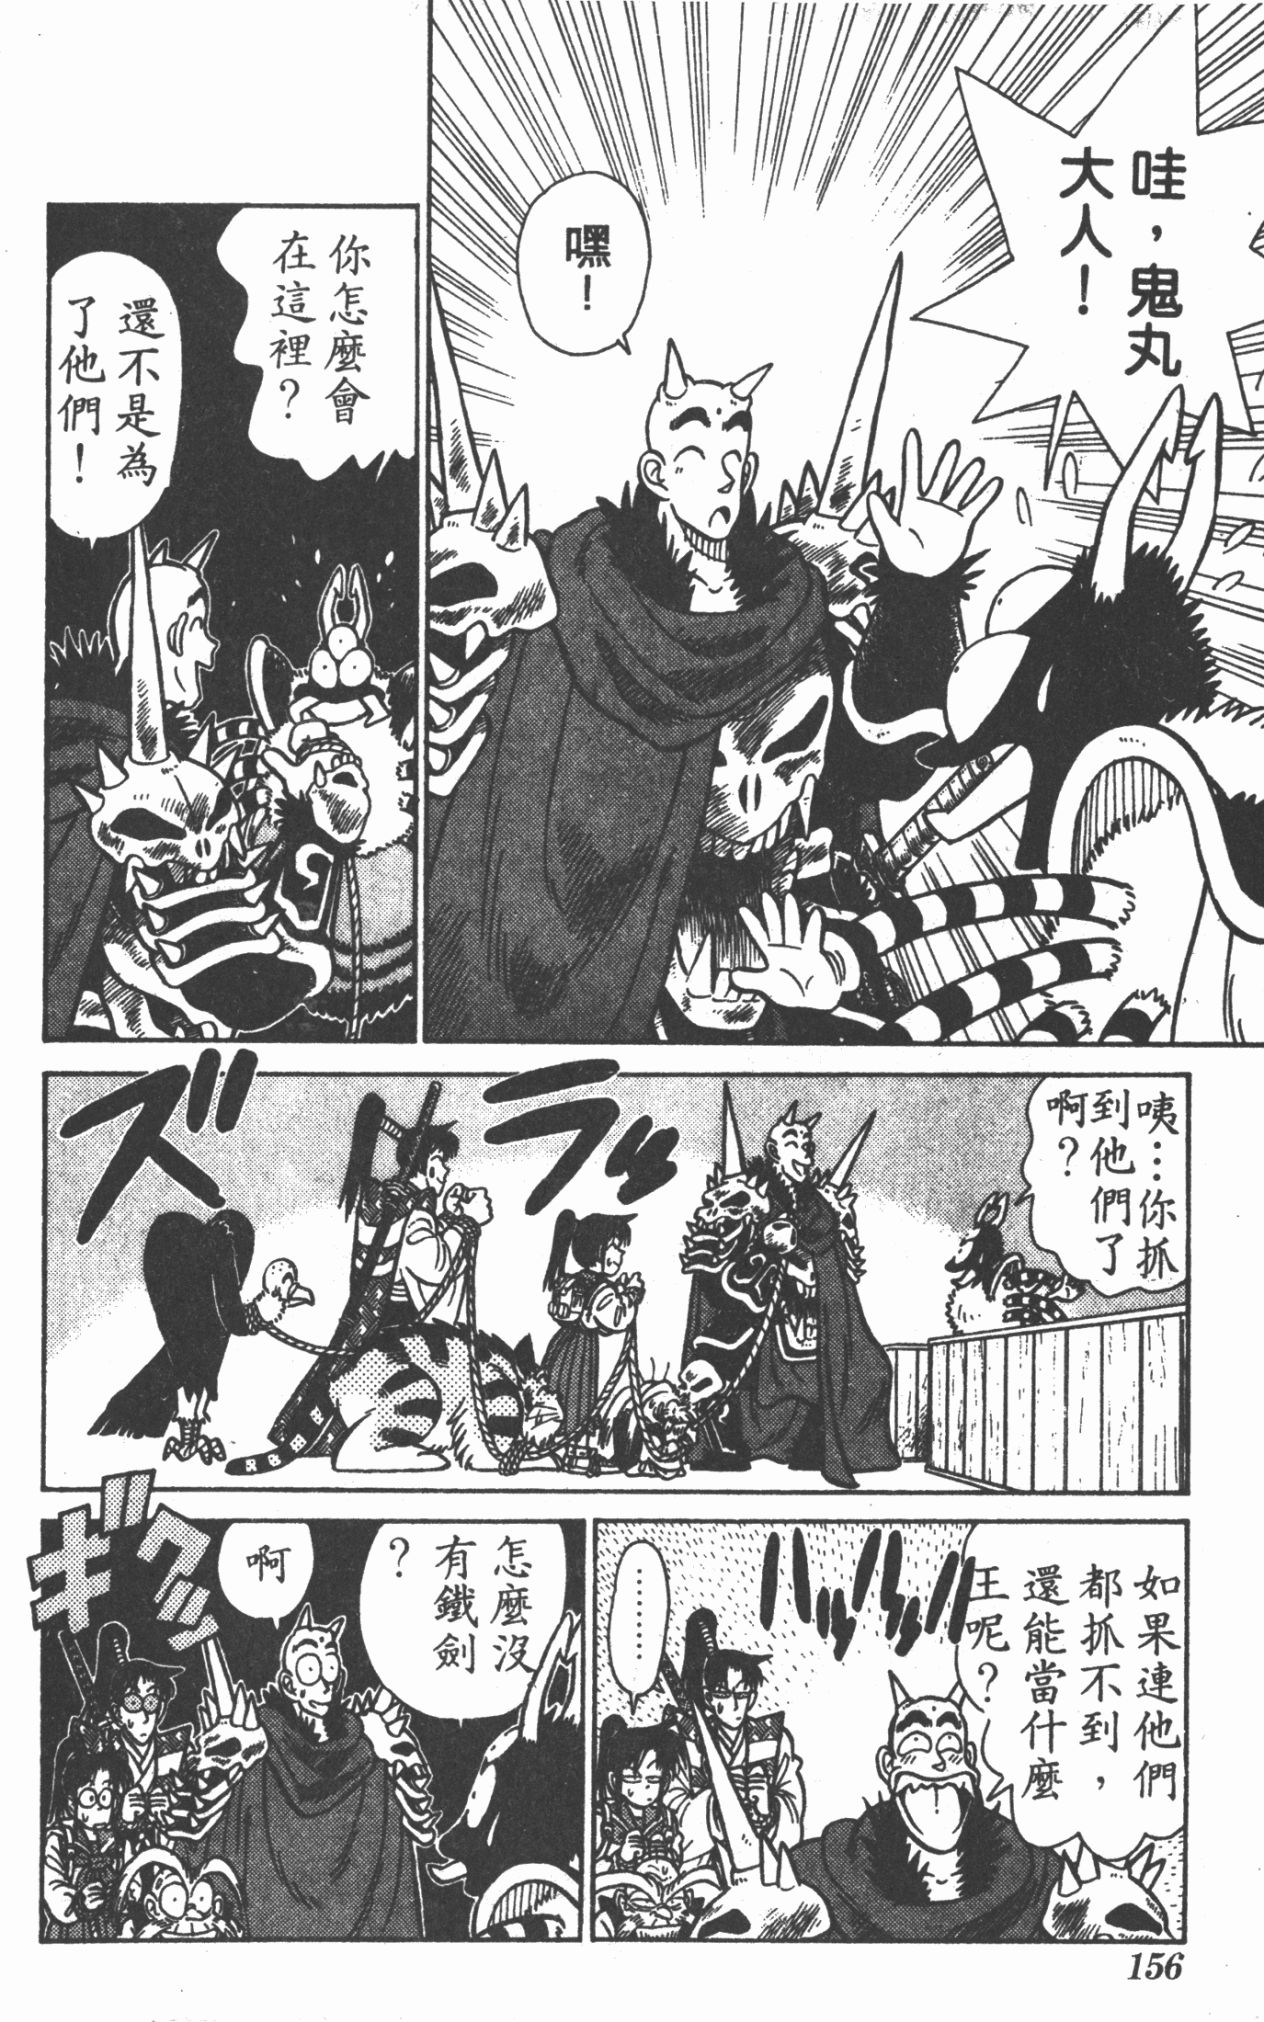 哇，鬼丸
大人！
嘿！
你怎麼會
在這裡？
還不是為
了他們！
咦…你抓
到他們了
啊？
ズラッ
如果連他們
都抓不到，
還能當什麼
王呢？
………
怎麼沒
有鐵劍
？
啊
ギクッ
156